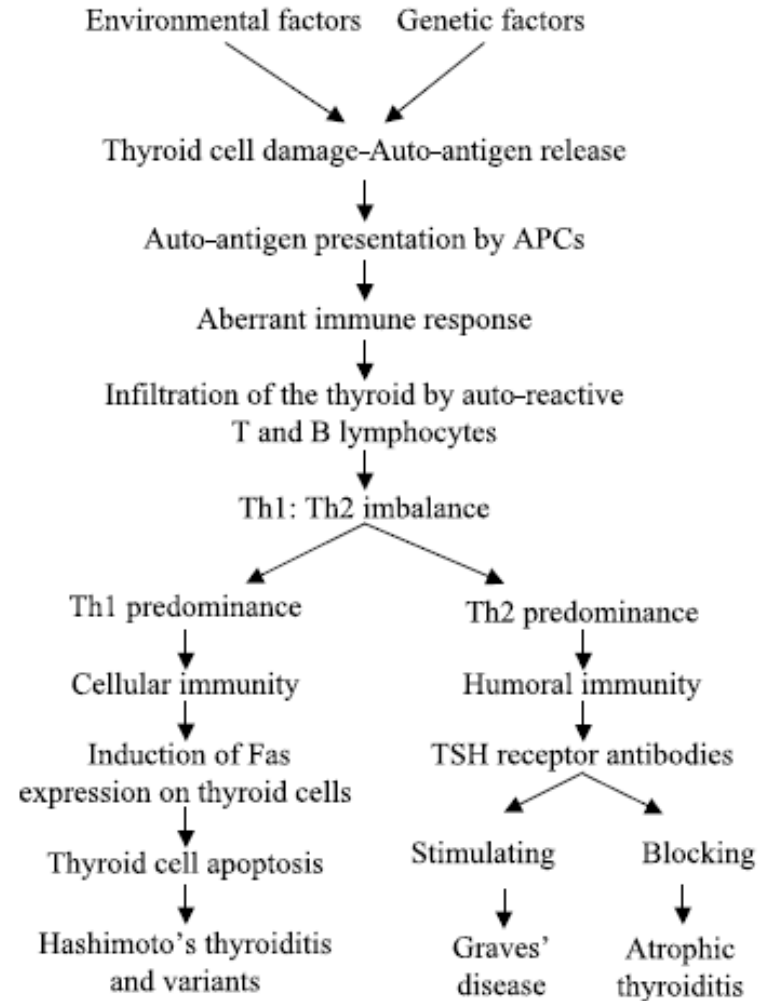 Environmental factors Genetic factors
Thyroid cell damage-Auto-antigen release
Auto-antigen presentation by APCs
Aberrant immune response
Infiltration of the thyroid by auto-reactive
T and B lymphocytes
Th1: Th2 imbalance
Th1 predominance
Th2 predominance
Cellular immunity
Humoral immunity
Induction of Fas
expression on thyroid cells
TSH receptor antibodies
Thyroid cell apoptosis
Stimulating
Blocking
Hashimoto's thyroiditis
and variants
Graves'
disease
Atrophic
thyroiditis